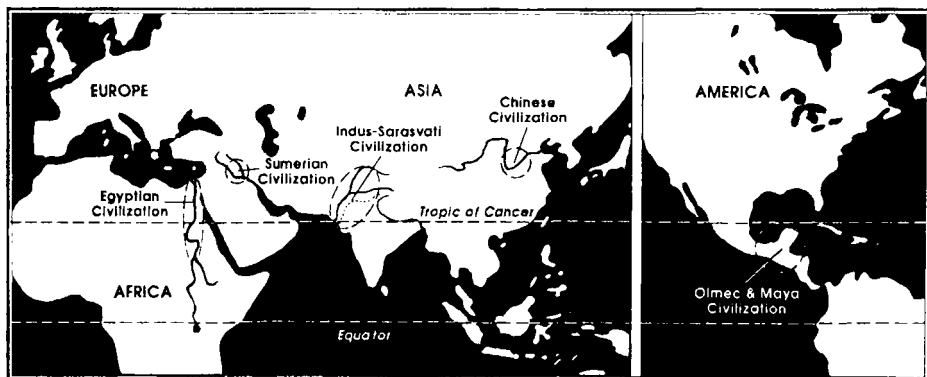 EUROPE
ASIA
AMERICA
Chinese
Civilization
Indus-Sarasvati
Civilization
Sumerian
Civilization
Egyptian
Civilization
Tropic of Cancer
AFRICA
Olmec & Maya
Civilization
Equator